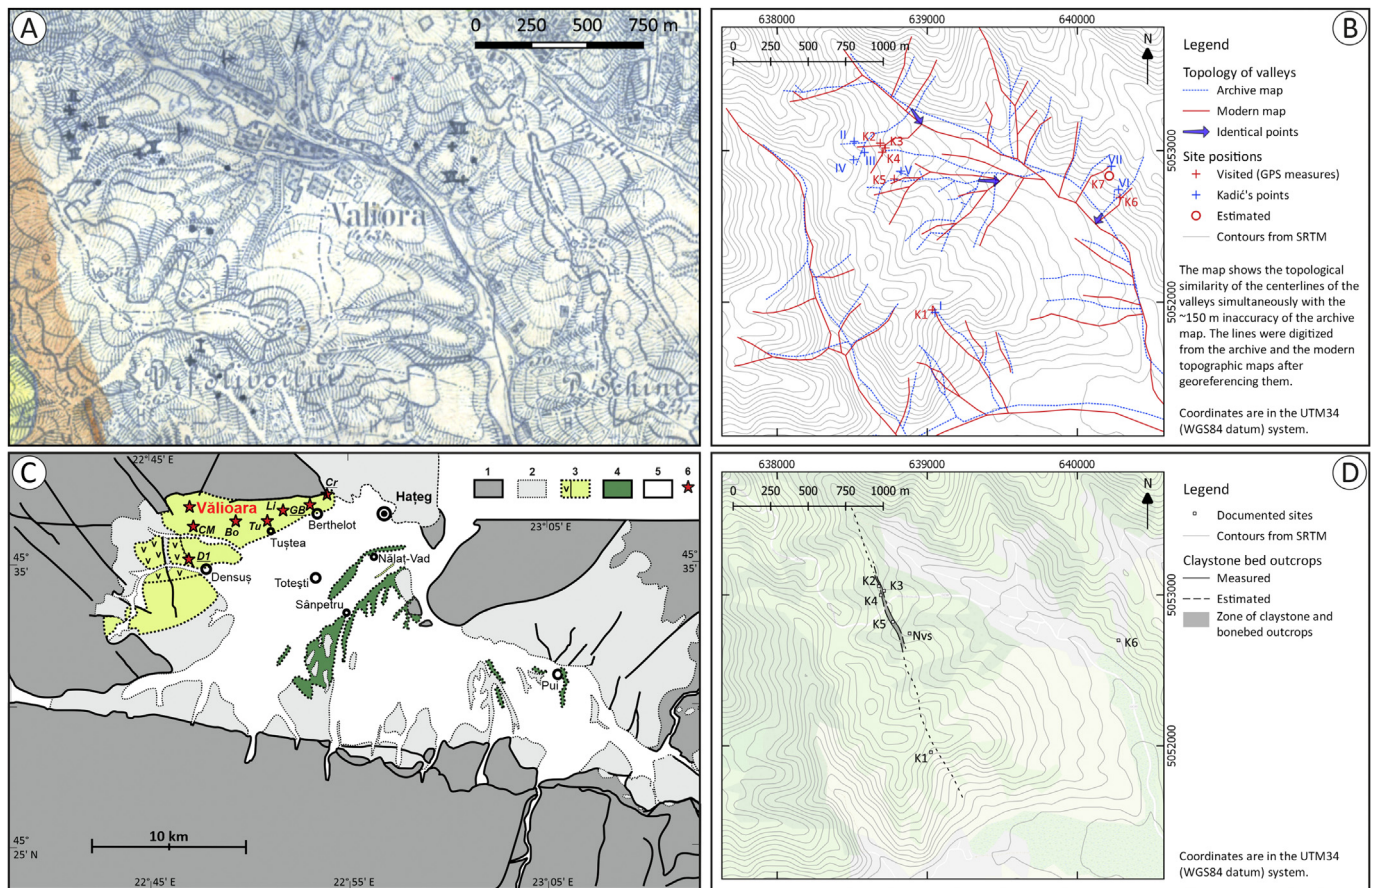 A
0 250 500 750 m
Valiora
587
526
B
638000 639000 640000
0 250 500 750 1000 m
N
5053000
5052000
II
K2
K3
III
K4
IV
K5
V
VII
K7
VI
K6
K1
I
Legend
Topology of valleys
Archive map
Modern map
Identical points
Site positions
Visited (GPS measures)
Kadić's points
Estimated
Contours from SRTM
The map shows the topological
similarity of the centerlines of the
valleys simultaneously with the
~150 m inaccuracy of the archive
map. The lines were digitized
from the archive and the modern
topographic maps after
georeferencing them.
Coordinates are in the UTM34
(WGS84 datum) system.
C
22°45' E
1 2 3 4 5 6
v
Cr
Hațeg
Vălioara
Li
GB
Berthelot
CM
Bo
Tu
Tuștea
23°05' E
45°
35'
v v v v v v v v v
D1
Densuș
Nălaț-Vad
45°
35'
Totești
Sânpetru
Pui
10 km
45°
25' N
45°
25' N
22°45' E 22°55' E 23°05' E
D
638000 639000 640000
0 250 500 750 1000 m
N
5053000
5052000
K2
K3
K4
K5
Nvs
K6
K1
Legend
Documented sites
Contours from SRTM
Claystone bed outcrops
Measured
Estimated
Zone of claystone and
bonebed outcrops
Coordinates are in the UTM34
(WGS84 datum) system.